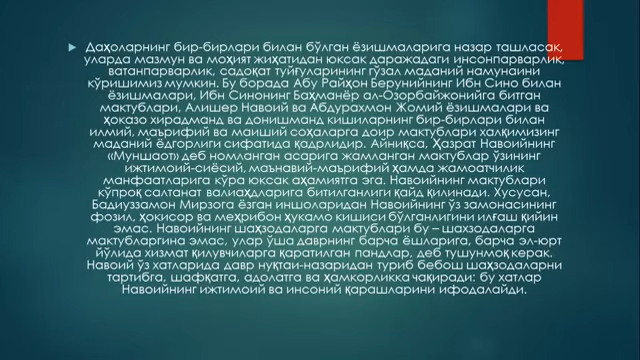 Даҳоларнинг бир-бирлари билан бўлган ёзишмаларига назар ташласак,
уларда мазмун ва моҳият жиҳатидан юксак даражадаги инсонпарварлик,
ватанпарварлик, садоқат туйғуларининг гўзал маданий намунаини
кўришимиз мумкин. Бу борада Абу Райҳон Берунийнинг Ибн Сино билан
ёзишмалари, Ибн Синонинг Баҳманёр ал-Озорбайжонийга битган
мактублари, Алишер Навоий ва Абдурахмон Жомий ёзишмалари ва
ҳоказо хирадманд ва донишманд кишиларнинг бир-бирлари билан
илмий, маърифий ва маиший соҳаларга доир мактублари халқимизнинг
маданий ёдгорлиги сифатида қадрлидир. Айниқса, Ҳазрат Навоийнинг
«Муншаот» деб номланган асарига жамланган мактублар ўзининг
ижтимоий-сиёсий, маънавий-маърифий ҳамда жамоатчилик
манфаатларига кўра юксак аҳамиятга эга. Навоийнинг мактублари
кўпроқ салтанат валиаҳдларига битилганлиги қайд қилинади. Хусусан,
Бадиуззамон Мирзога ёзган иншоларидан Навоийнинг ўз замонасининг
фозил, ҳокисор ва меҳрибон ҳукамо кишиси бўлганлигини илғаш қийин
эмас. Навоийнинг шаҳзодаларга мактублари бу – шахзодаларга
мактубларгина эмас, улар ўша даврнинг барча ёшларига, барча эл-юрт
йўлида хизмат қилувчиларга қаратилган пандлар, деб тушунмоқ керак.
Навоий ўз хатларида давр нуқтаи-назаридан туриб бебош шаҳзодаларни
тартибга, шафқатга, адолатга ва ҳамкорликка чақиради: бу хатлар
Навоийнинг ижтимоий ва инсоний қарашларини ифодалайди.